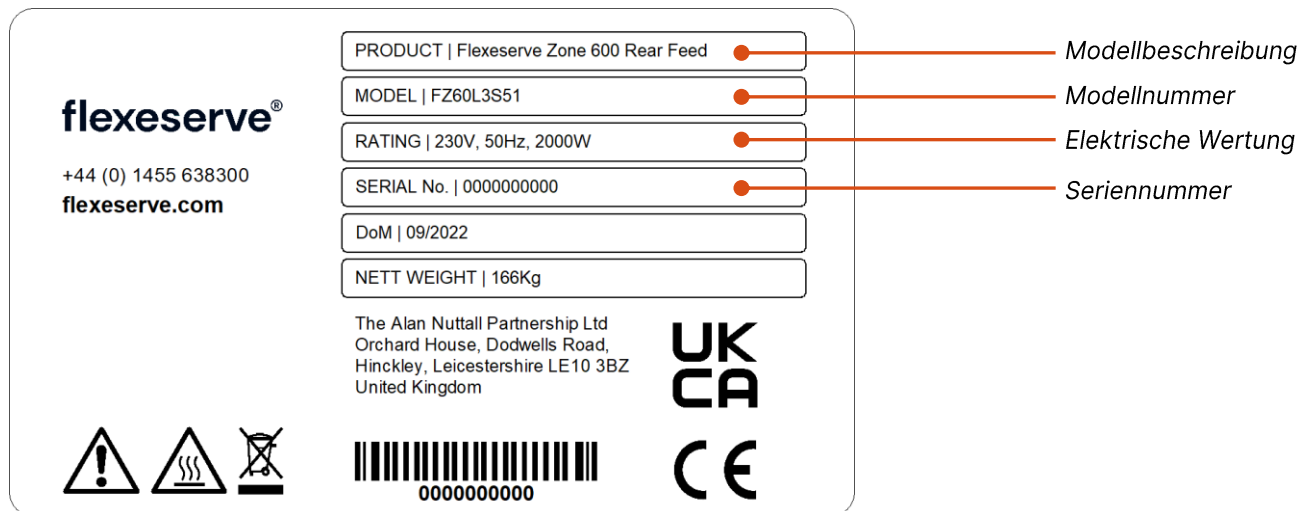 PRODUCT | Flexeserve Zone 600 Rear Feed
Modellbeschreibung
MODEL | FZ60L3S51
Modellnummer
flexeserve®
RATING | 230V, 50Hz, 2000W
Elektrische Wertung
+44 (0) 1455 638300
SERIAL No. | 0000000000
Seriennummer
flexeserve.com
DoM | 09/2022
NETT WEIGHT | 166Kg
The Alan Nuttall Partnership Ltd
Orchard House, Dodwells Road,
Hinckley, Leicestershire LE10 3BZ
United Kingdom
UK
CA
CE
0000000000